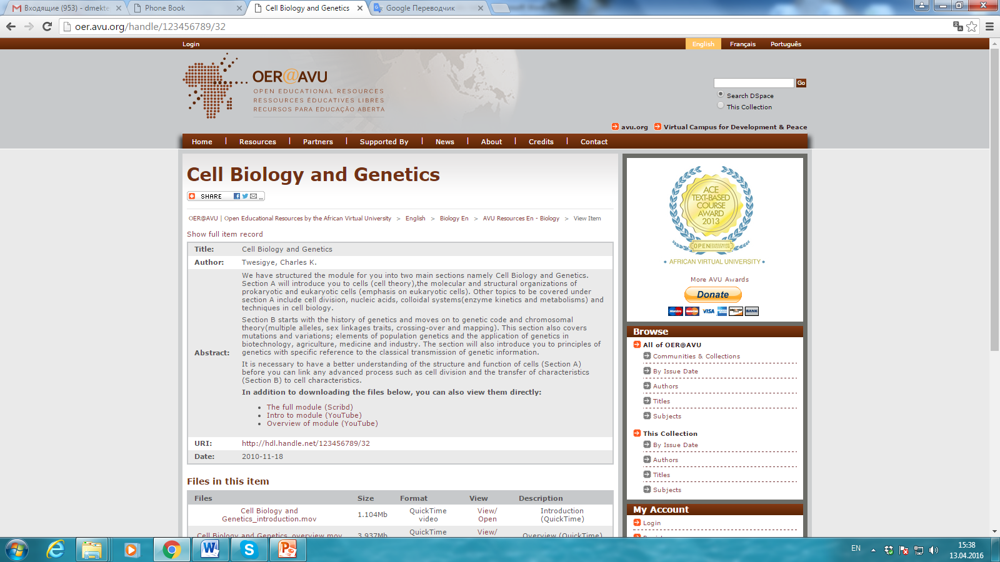 Входящие (953) - dmekte
Phone Book
Cell Biology and Genetics
Google Переводчик
oer.avu.org/handle/123456789/32
Login
English Français Português
OER@AVU
OPEN EDUCATIONAL RESOURCES
RESSOURCES ÉDUCATIVES LIBRES
RECURSOS PARA EDUCAÇÃO ABERTA
Go
Search DSpace
This Collection
avu.org Virtual Campus for Development & Peace
Home | Resources | Partners | Supported By | News | About | Credits | Contact
Cell Biology and Genetics
SHARE ...
OER@AVU | Open Educational Resources by the African Virtual University > English > Biology En > AVU Resources En - Biology > View Item
Show full item record
Title: Cell Biology and Genetics
Author: Twesigye, Charles K.
Abstract:
We have structured the module for you into two main sections namely Cell Biology and Genetics.
Section A will introduce you to cells (cell theory),the molecular and structural organizations of
prokaryotic and eukaryotic cells (emphasis on eukaryotic cells). Other topics to be covered under
section A include cell division, nucleic acids, colloidal systems(enzyme kinetics and metabolisms) and
techniques in cell biology.
Section B starts with the history of genetics and moves on to genetic code and chromosomal
theory(multiple alleles, sex linkages traits, crossing-over and mapping). This section also covers
mutations and variations; elements of population genetics and the application of genetics in
biotechnology, agriculture, medicine and industry. The section will also introduce you to principles of
genetics with specific reference to the classical transmission of genetic information.
It is necessary to have a better understanding of the structure and function of cells (Section A)
before you can link any advanced process such as cell division and the transfer of characteristics
(Section B) to cell characteristics.
In addition to downloading the files below, you can also view them directly:
• The full module (Scribd)
• Intro to module (YouTube)
• Overview of module (YouTube)
URI: http://hdl.handle.net/123456789/32
Date: 2010-11-18
Files in this item
Files Size Format View Description
Cell Biology and Genetics_introduction.mov 1.104Mb QuickTime video View/Open Introduction (QuickTime)
Cell Biology and Genetics_overview.mov 3.937Mb QuickTime View/ Overview (QuickTime)
ACE
TEXT-BASED
COURSE
AWARD
2013
AFRICAN VIRTUAL UNIVERSITY
More AVU Awards
Donate
VISA
BANK
Browse
All of OER@AVU
Communities & Collections
By Issue Date
Authors
Titles
Subjects
This Collection
By Issue Date
Authors
Titles
Subjects
My Account
Login
EN
15:38
13.04.2016